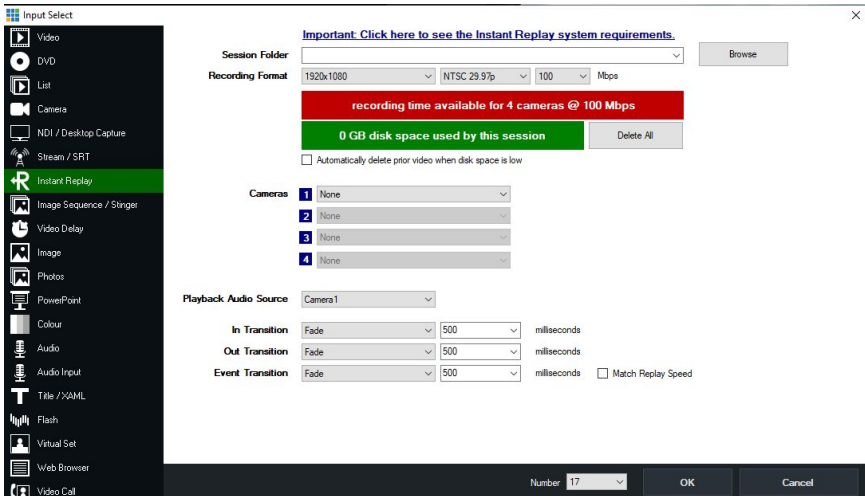 Input Select
Video
DVD
List
Camera
NDI / Desktop Capture
Stream / SRT
Instant Replay
Image Sequence / Stinger
Video Delay
Image
Photos
PowerPoint
Colour
Audio
Audio Input
Title / XAML
Flash
Virtual Set
Web Browser
Video Call
Important: Click here to see the Instant Replay system requirements.
Session Folder Browse
Recording Format 1920x1080 NTSC 29.97p 100 Mbps
recording time available for 4 cameras @ 100 Mbps
0 GB disk space used by this session Delete All
Automatically delete prior video when disk space is low
Cameras 1 None
2 None
3 None
4 None
Playback Audio Source Camera1
In Transition Fade 500 milliseconds
Out Transition Fade 500 milliseconds
Event Transition Fade 500 milliseconds Match Replay Speed
Number 17 OK Cancel